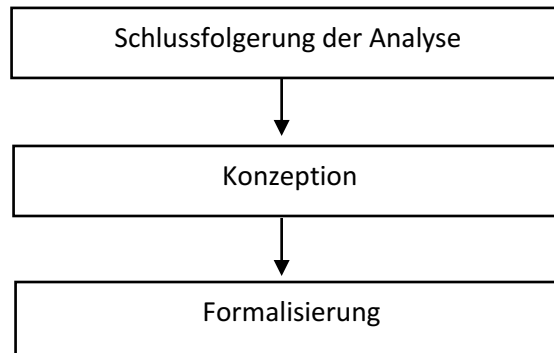 Schlussfolgerung der Analyse
Konzeption
Formalisierung